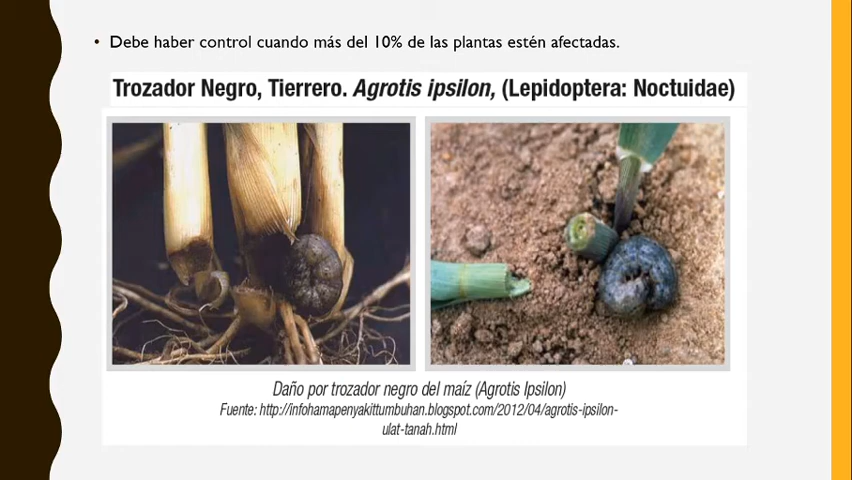 • Debe haber control cuando más del 10% de las plantas estén afectadas.
Trozador Negro, Tierrero. Agrotis ipsilon, (Lepidoptera: Noctuidae)
Daño por trozador negro del maíz (Agrotis Ipsilon)
Fuente: http://infohamapenyakittumbuhan.blogspot.com/2012/04/agrotis-ipsilon-
ulat-tanah.html